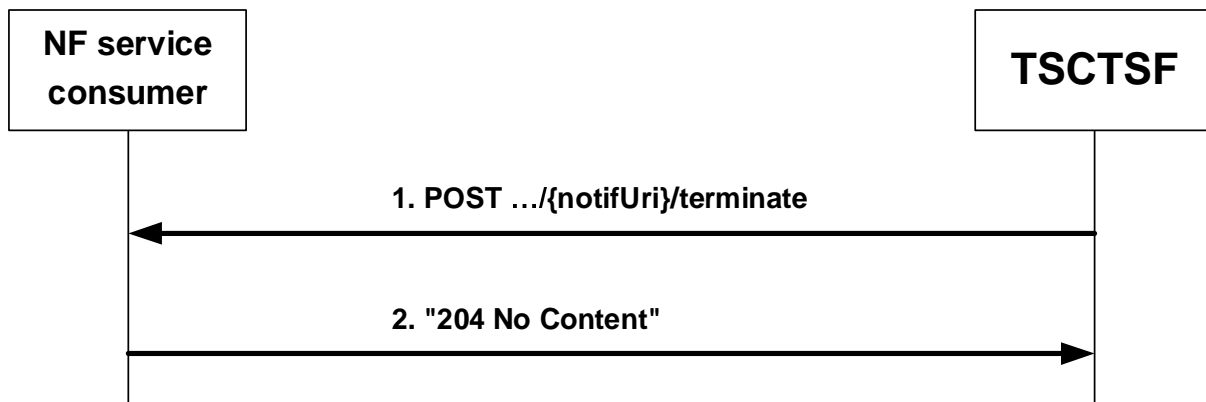 NF service
consumer
TSCTSF
1. POST …/{notifUri}/terminate
2. "204 No Content"